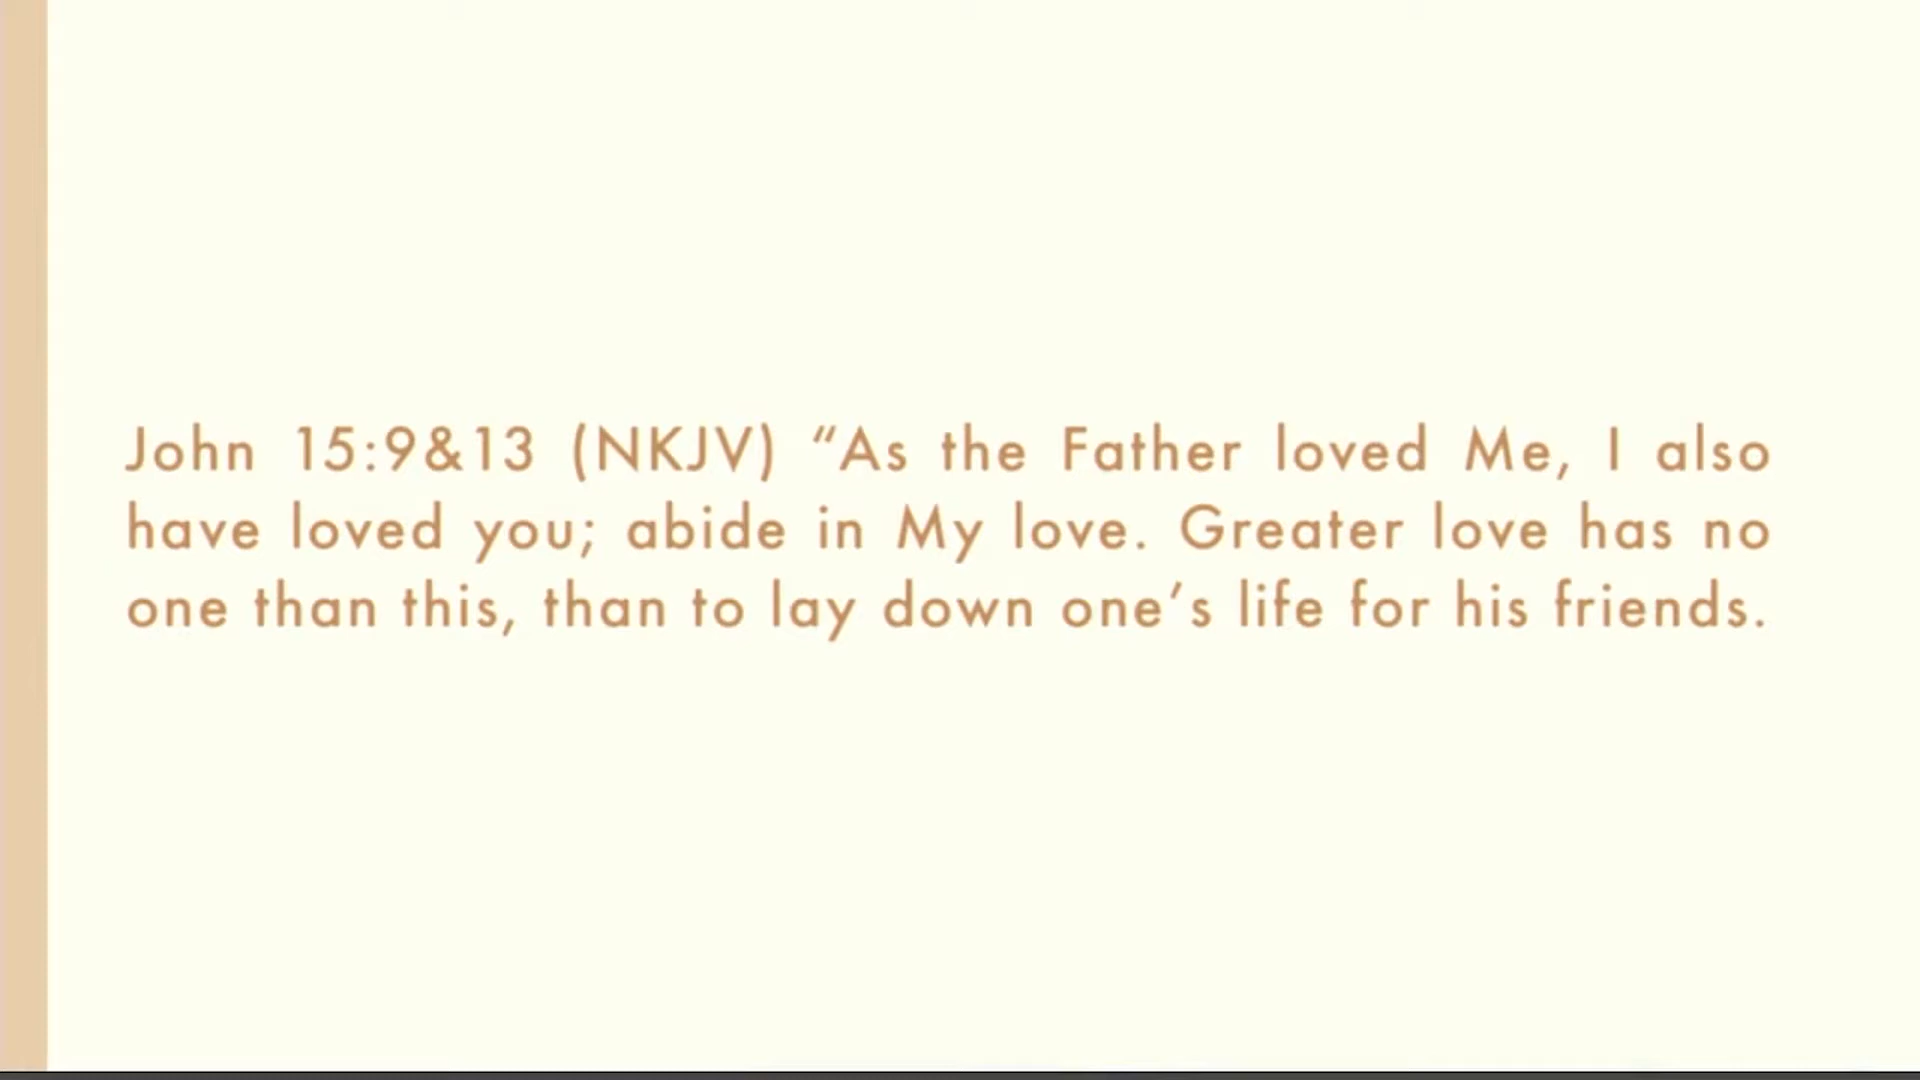 John 15:9&13 (NKJV) “As the Father loved Me, I also
have loved you; abide in My love. Greater love has no
one than this, than to lay down one’s life for his friends.